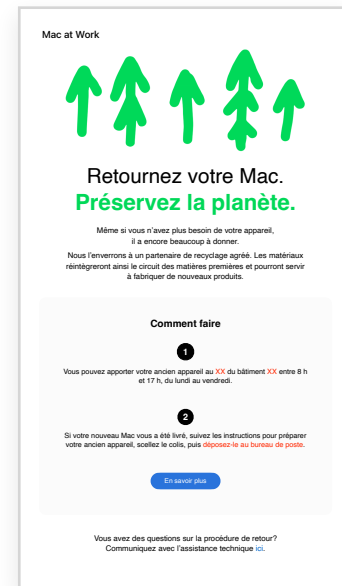 Mac at Work
Retournez votre Mac.
Préservez la planète.
Même si vous n’avez plus besoin de votre appareil,
il a encore beaucoup à donner.
Nous l’enverrons à un partenaire de recyclage agréé. Les matériaux
réintègreront ainsi le circuit des matières premières et pourront servir
à fabriquer de nouveaux produits.
Comment faire
1
Vous pouvez apporter votre ancien appareil au XX du bâtiment XX entre 8 h
et 17 h, du lundi au vendredi.
2
Si votre nouveau Mac vous a été livré, suivez les instructions pour préparer
votre ancien appareil, scellez le colis, puis déposez-le au bureau de poste.
En savoir plus
Vous avez des questions sur la procédure de retour?
Communiquez avec l’assistance technique ici.